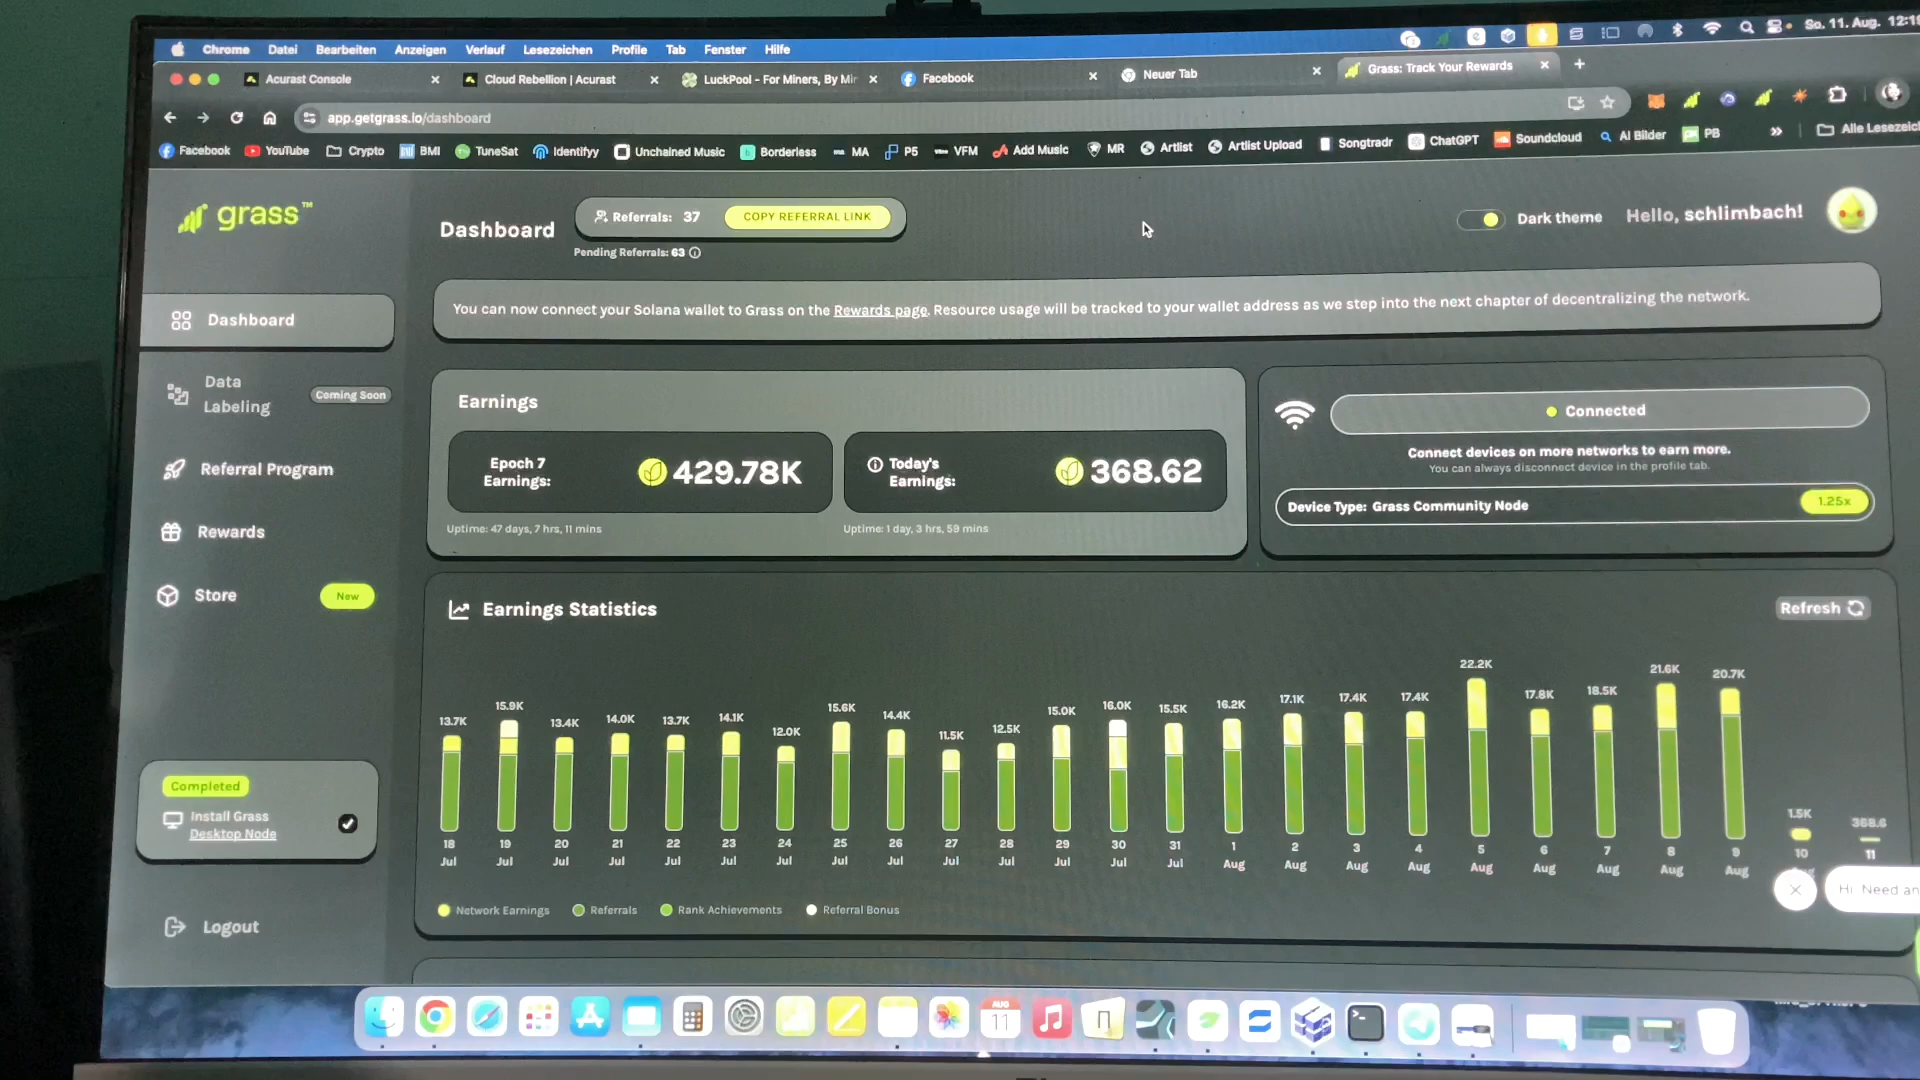 Chrome Datei Bearbeiten Anzeigen Verlauf Lesezeichen Profile Tab Fenster Hilfe
So. 11. Aug. 12:1
Acurast Console
Cloud Rebellion | Acurast
LuckPool - For Miners, By Mir
Facebook
Neuer Tab
Grass: Track Your Rewards
app.getgrass.io/dashboard
Facebook YouTube Crypto BMI TuneSat Identifyy Unchained Music Borderless MA P5 VFM Add Music MR Artlist Artlist Upload Songtradr ChatGPT Soundcloud AI Bilder PB » Alle Lesezeich
grass™
Dashboard
Referrals: 37
COPY REFERRAL LINK
Pending Referrals: 63
Dark theme
Hello, schlimbach!
You can now connect your Solana wallet to Grass on the Rewards page. Resource usage will be tracked to your wallet address as we step into the next chapter of decentralizing the network.
Dashboard
Data Labeling
Coming Soon
Referral Program
Rewards
Store
New
Completed
Install Grass
Desktop Node
Logout
Earnings
Epoch 7
Earnings:
429.78K
Uptime: 47 days, 7 hrs, 11 mins
Today's
Earnings:
368.62
Uptime: 1 day, 3 hrs, 59 mins
Connected
Connect devices on more networks to earn more.
You can always disconnect device in the profile tab.
Device Type: Grass Community Node
1.25x
Earnings Statistics
Refresh
13.7K 15.9K 13.4K 14.0K 13.7K 14.1K 12.0K 15.6K 14.4K 11.5K 12.5K 15.0K 16.0K 15.5K 16.2K 17.1K 17.4K 17.4K 22.2K 17.8K 18.5K 21.6K 20.7K 1.5K 368.6
18 19 20 21 22 23 24 25 26 27 28 29 30 31 1 2 3 4 5 6 7 8 9 10 11
Jul Jul Jul Jul Jul Jul Jul Jul Jul Jul Jul Jul Jul Jul Aug Aug Aug Aug Aug Aug Aug Aug Aug
Network Earnings
Referrals
Rank Achievements
Referral Bonus
Hi. Need an
AUG
11